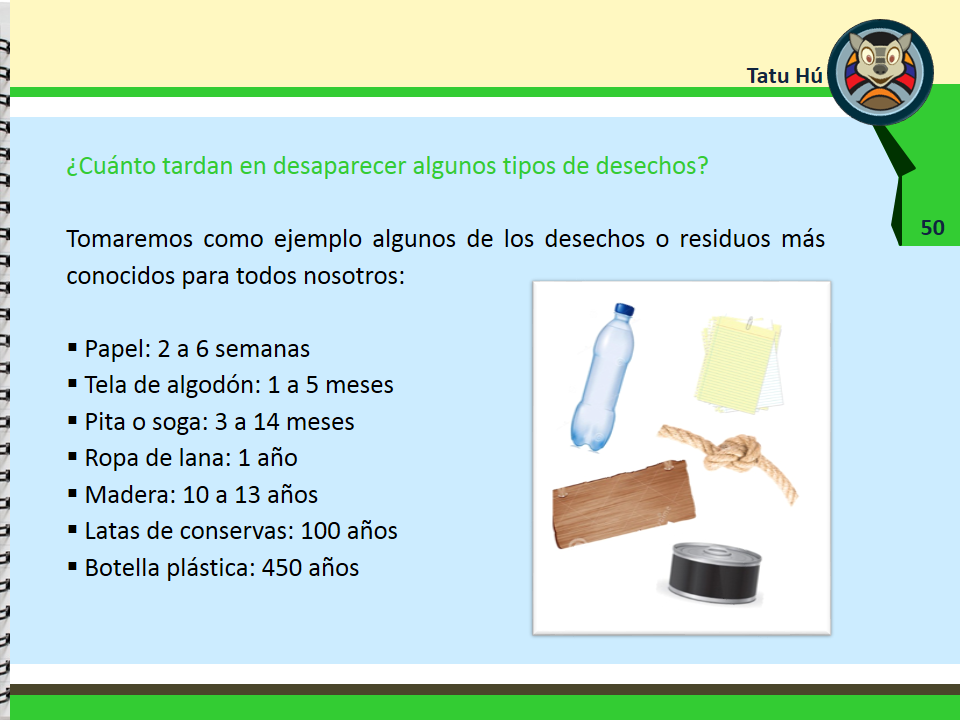 Tatu Hú
¿Cuánto tardan en desaparecer algunos tipos de desechos?
50
Tomaremos como ejemplo algunos de los desechos o residuos más
conocidos para todos nosotros:
▪ Papel: 2 a 6 semanas
▪ Tela de algodón: 1 a 5 meses
▪ Pita o soga: 3 a 14 meses
▪ Ropa de lana: 1 año
▪ Madera: 10 a 13 años
▪ Latas de conservas: 100 años
▪ Botella plástica: 450 años